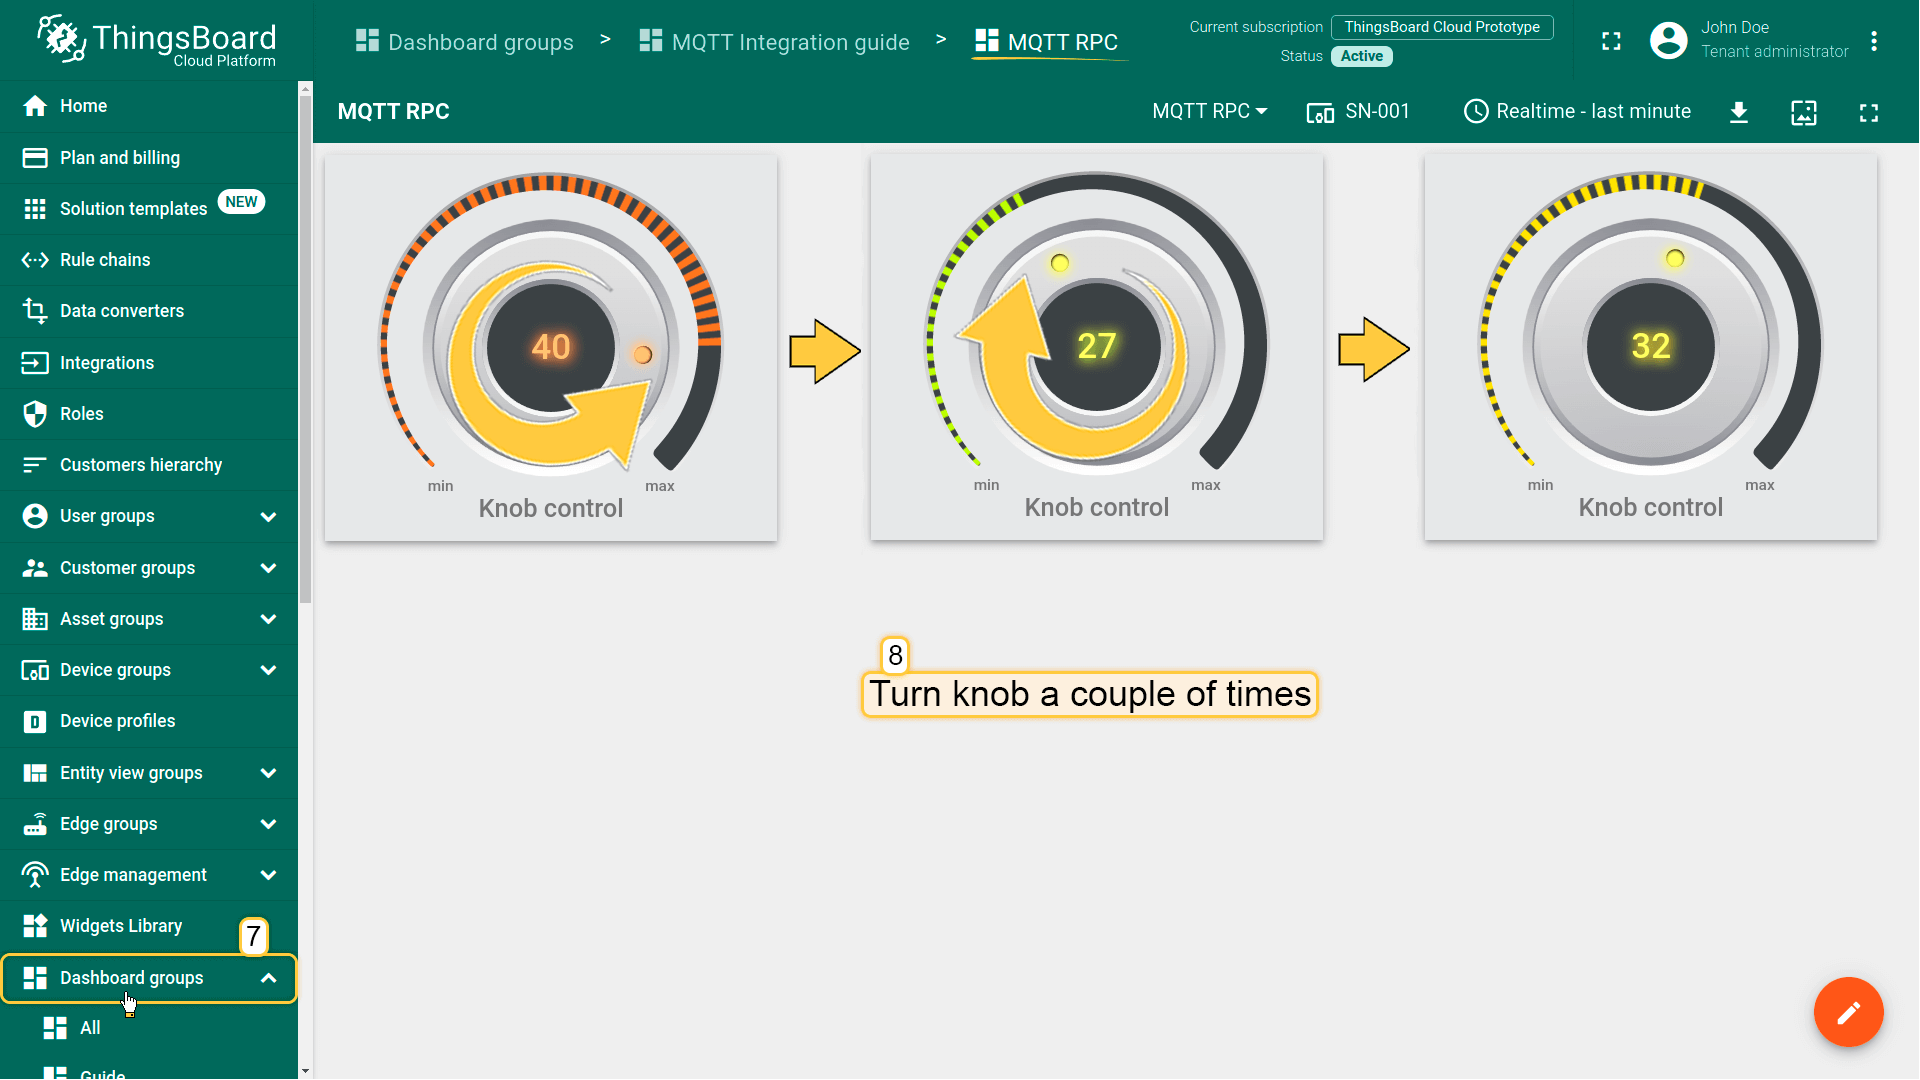 ThingsBoard
Cloud Platform
Dashboard groups > MQTT Integration guide > MQTT RPC
Current subscription ThingsBoard Cloud Prototype
Status Active
John Doe
Tenant administrator
MQTT RPC
MQTT RPC SN-001 Realtime - last minute
Home
Plan and billing
Solution templates NEW
Rule chains
Data converters
Integrations
Roles
Customers hierarchy
User groups
Customer groups
Asset groups
Device groups
Device profiles
D
Entity view groups
Edge groups
Edge management
Widgets Library
7
Dashboard groups
All
Guide
40
min max
Knob control
27
min max
Knob control
32
min max
Knob control
8
Turn knob a couple of times